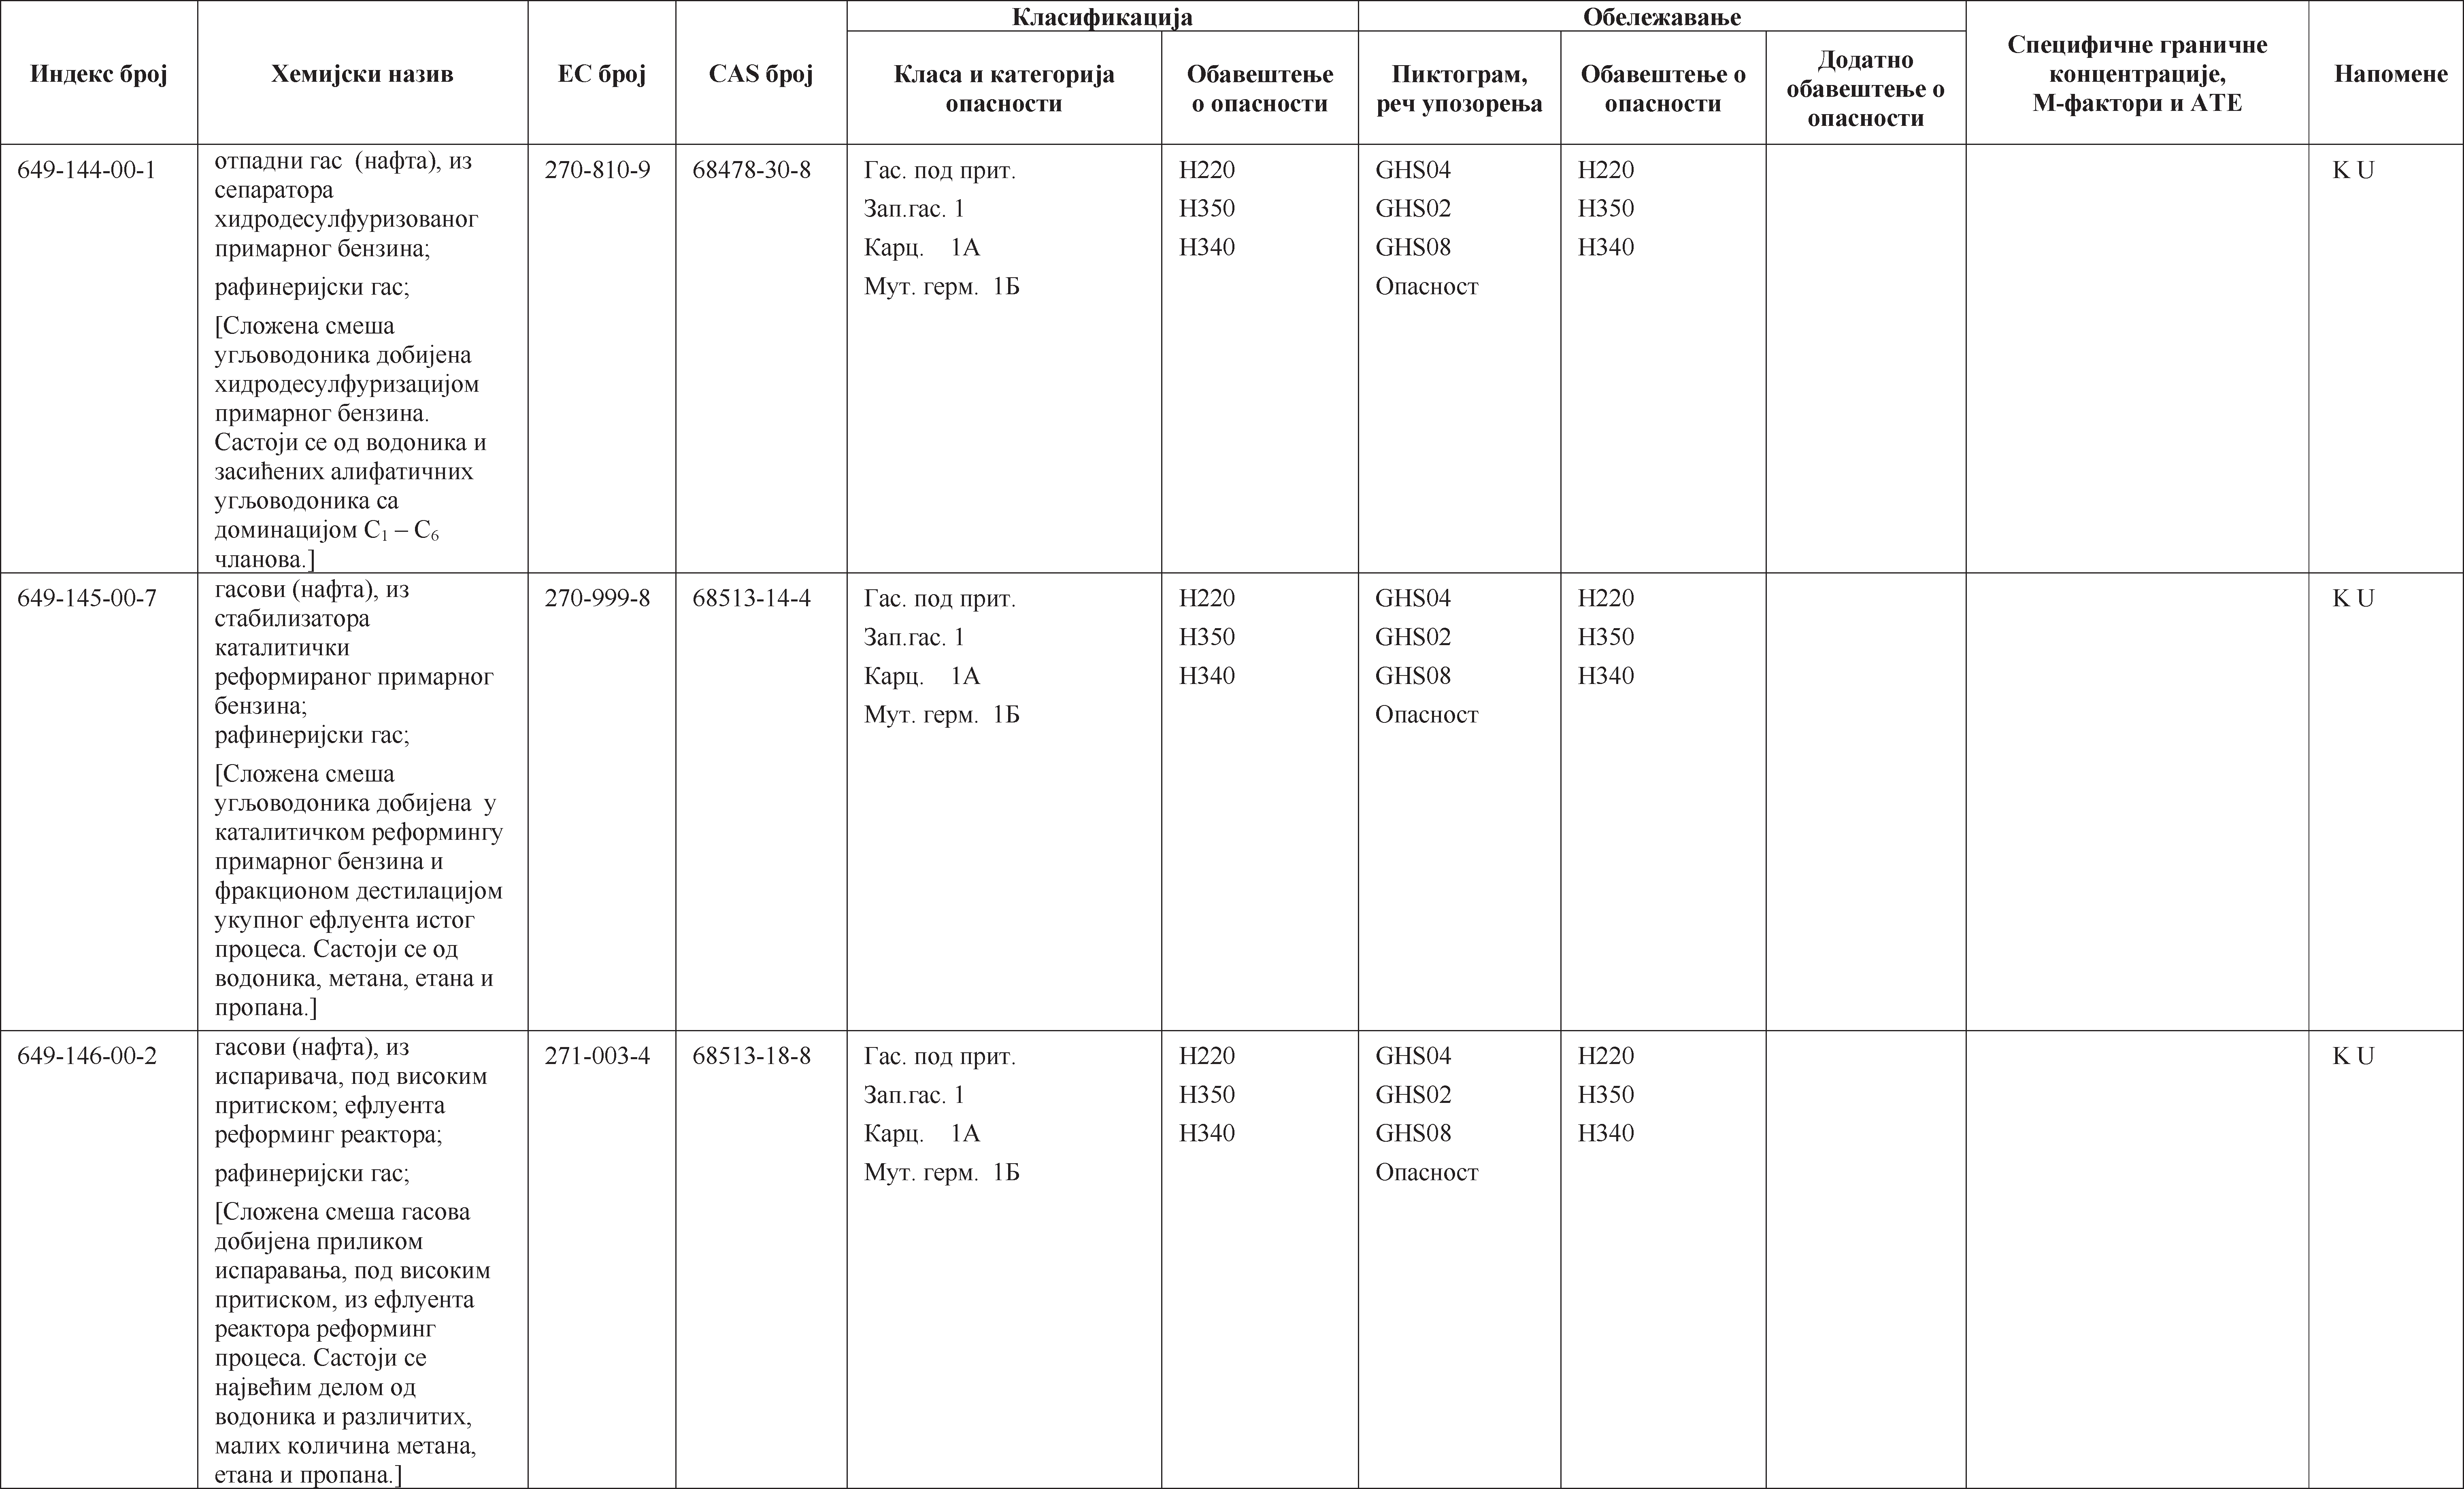 Класификација
Обележавање
Индекс број
Хемијски назив
ЕС број
CAS број
Класа и категорија
опасности
Обавештење
о опасности
Пиктограм,
реч упозорења
Обавештење о
опасности
Додатно
обавештење о
опасности
Специфичне граничне
концентрације,
М-фактори и АТЕ
Напомене
649-144-00-1
отпадни гас (нафта), из
сепаратора
хидродесулфуризованог
примарног бензина;
рафинеријски гас;
[Сложена смеша
угљоводоника добијена
хидродесулфуризацијом
примарног бензина.
Састоји се од водоника и
засићених алифатичних
угљоводоника са
доминацијом C₁ – C₆
чланова.]
270-810-9
68478-30-8
Гас. под прит.
Зап.гас. 1
Карц. 1А
Мут. герм. 1Б
H220
H350
H340
GHS04
GHS02
GHS08
Опасност
H220
H350
H340
K U
649-145-00-7
гасови (нафта), из
стабилизатора
каталитички
реформираног примарног
бензина;
рафинеријски гас;
[Сложена смеша
угљоводоника добијена у
каталитичком реформингу
примарног бензина и
фракционом дестилацијом
укупног ефлуента истог
процеса. Састоји се од
водоника, метана, етана и
пропана.]
270-999-8
68513-14-4
Гас. под прит.
Зап.гас. 1
Карц. 1А
Мут. герм. 1Б
H220
H350
H340
GHS04
GHS02
GHS08
Опасност
H220
H350
H340
K U
649-146-00-2
гасови (нафта), из
испаривача, под високим
притиском; ефлуента
реформинг реактора;
рафинеријски гас;
[Сложена смеша гасова
добијена приликом
испаравања, под високим
притиском, из ефлуента
реактора реформинг
процеса. Састоји се
највећим делом од
водоника и различитих,
малих количина метана,
етана и пропана.]
271-003-4
68513-18-8
Гас. под прит.
Зап.гас. 1
Карц. 1А
Мут. герм. 1Б
H220
H350
H340
GHS04
GHS02
GHS08
Опасност
H220
H350
H340
K U